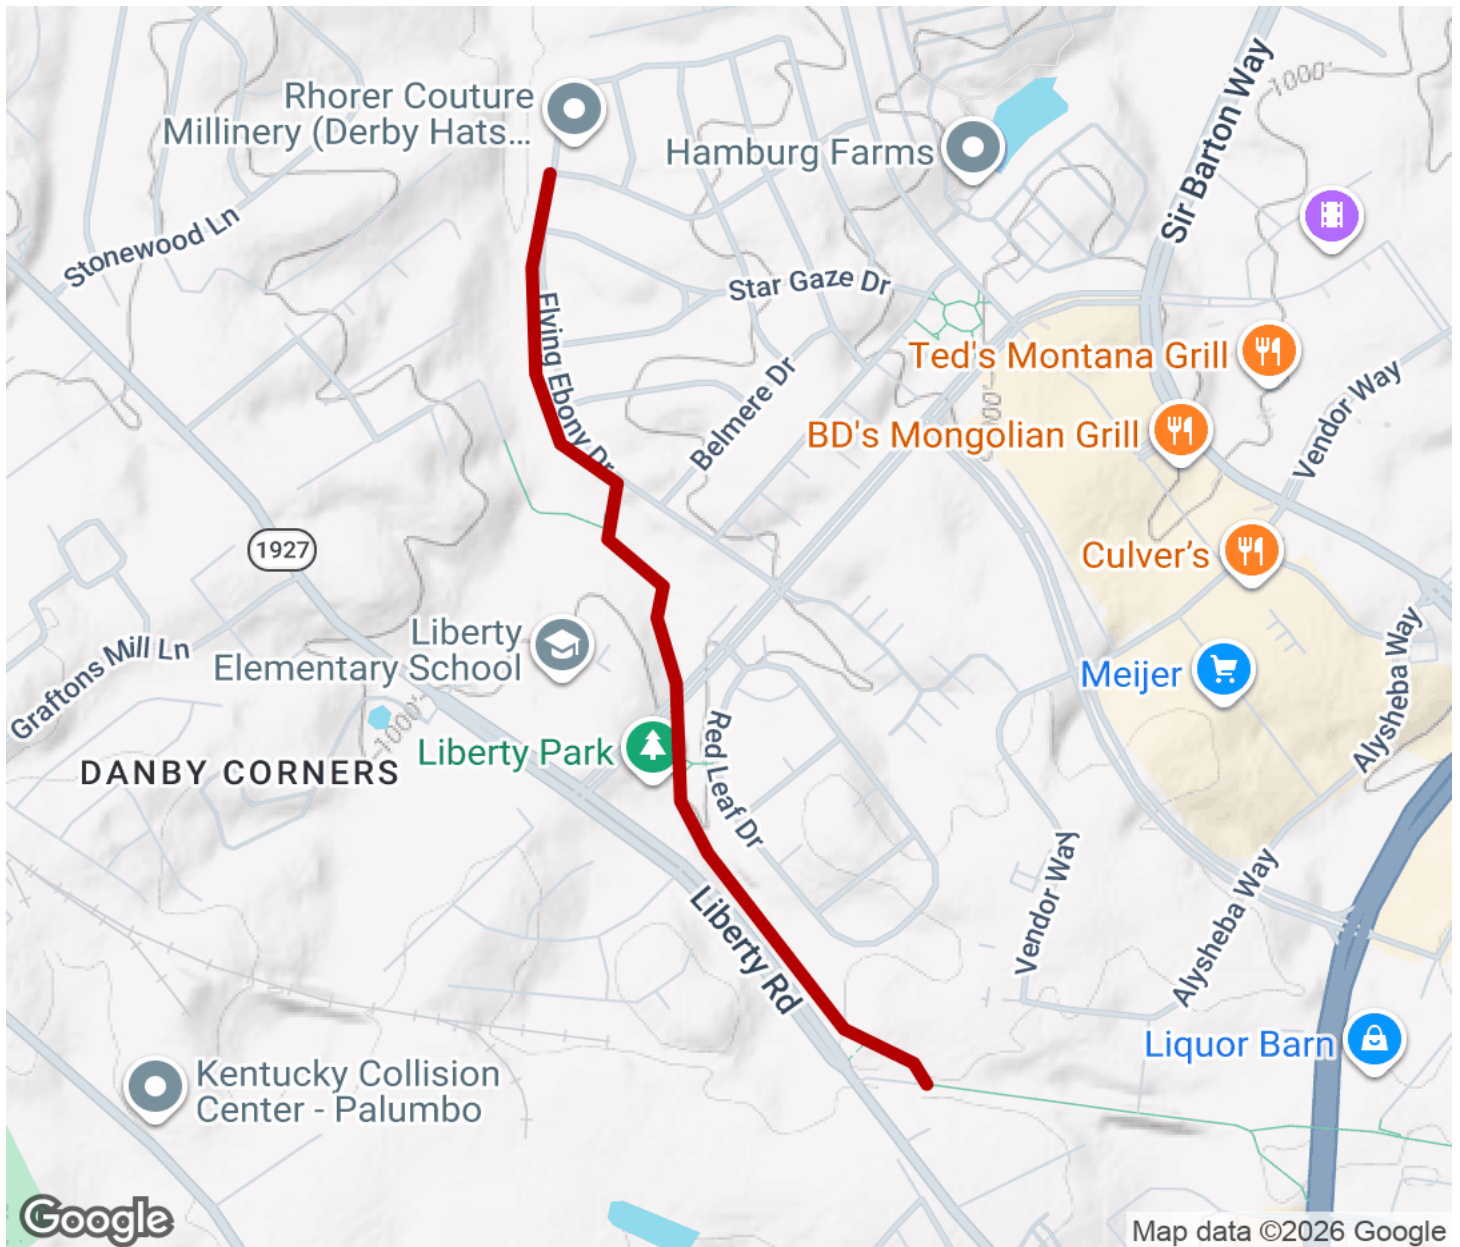 Rhorer Couture
Millinery (Derby Hats...
Hamburg Farms
Sir Barton Way
1000'
Stonewood Ln
Star Gaze Dr
Flying Ebony Dr
Ted's Montana Grill
Belmere Dr
BD's Mongolian Grill
Vendor Way
1000'
1927
Culver's
Liberty
Elementary School
Graftons Mill Ln
Meijer
Alysheba Way
1000'
Liberty Park
Red Leaf Dr
DANBY CORNERS
Vendor Way
Alysheba Way
Liberty Rd
Liquor Barn
Kentucky Collision
Center - Palumbo
Google
Map data ©2026 Google